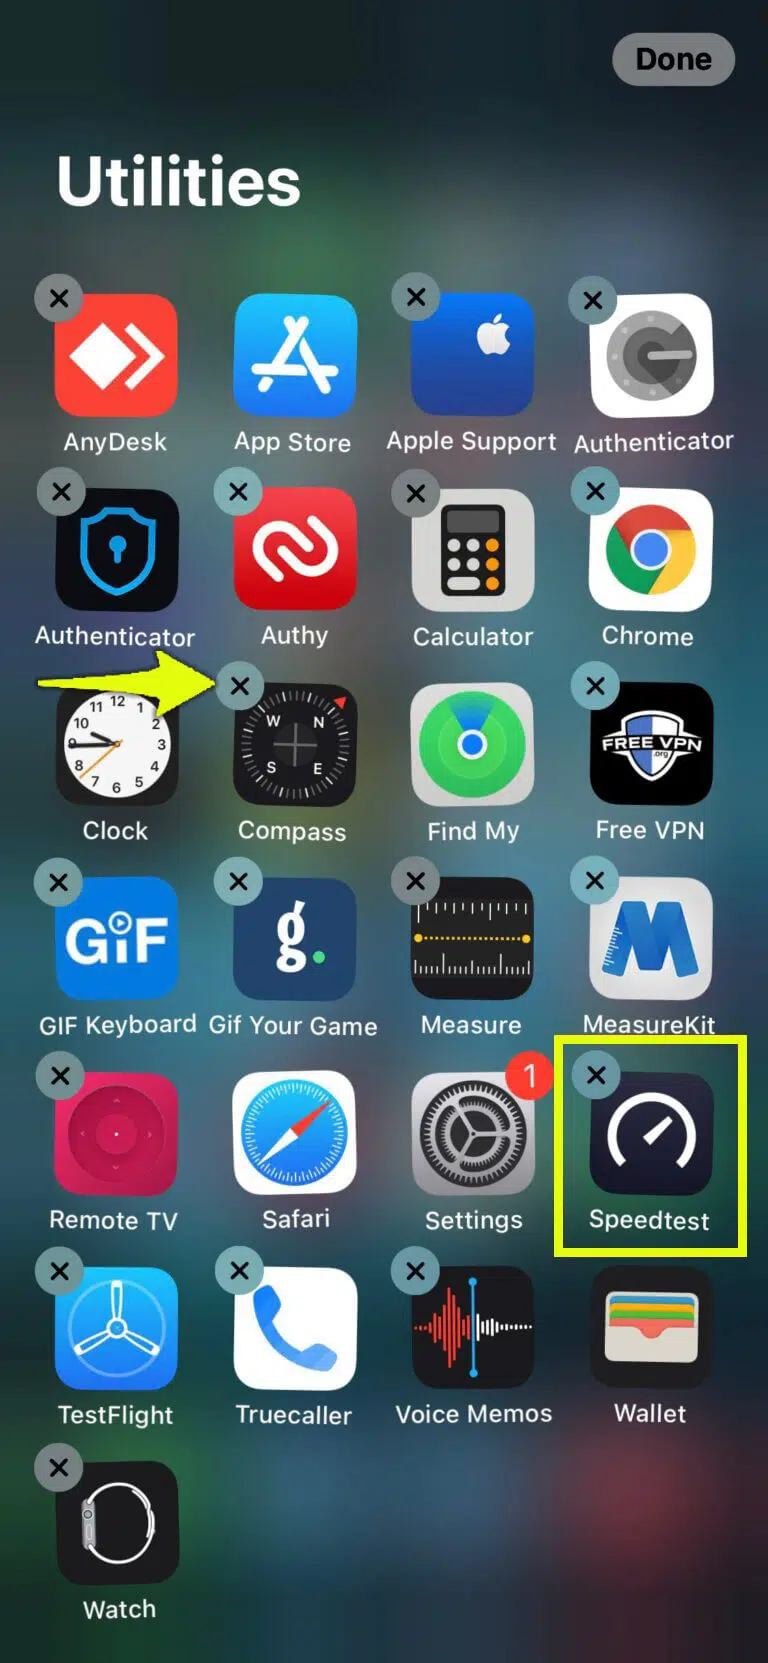 Done
Utilities
AnyDesk
App Store
Apple Support
Authenticator
Authenticator
Authy
Calculator
Chrome
12
11
1
10
2
9
3
8
4
7
5
6
Clock
W
N
S
E
Compass
Find My
FREE VPN
.org
Free VPN
GiF
GIF Keyboard
g.
Gif Your Game
Measure
M
MeasureKit
Remote TV
Safari
1
Settings
Speedtest
TestFlight
Truecaller
Voice Memos
Wallet
Watch